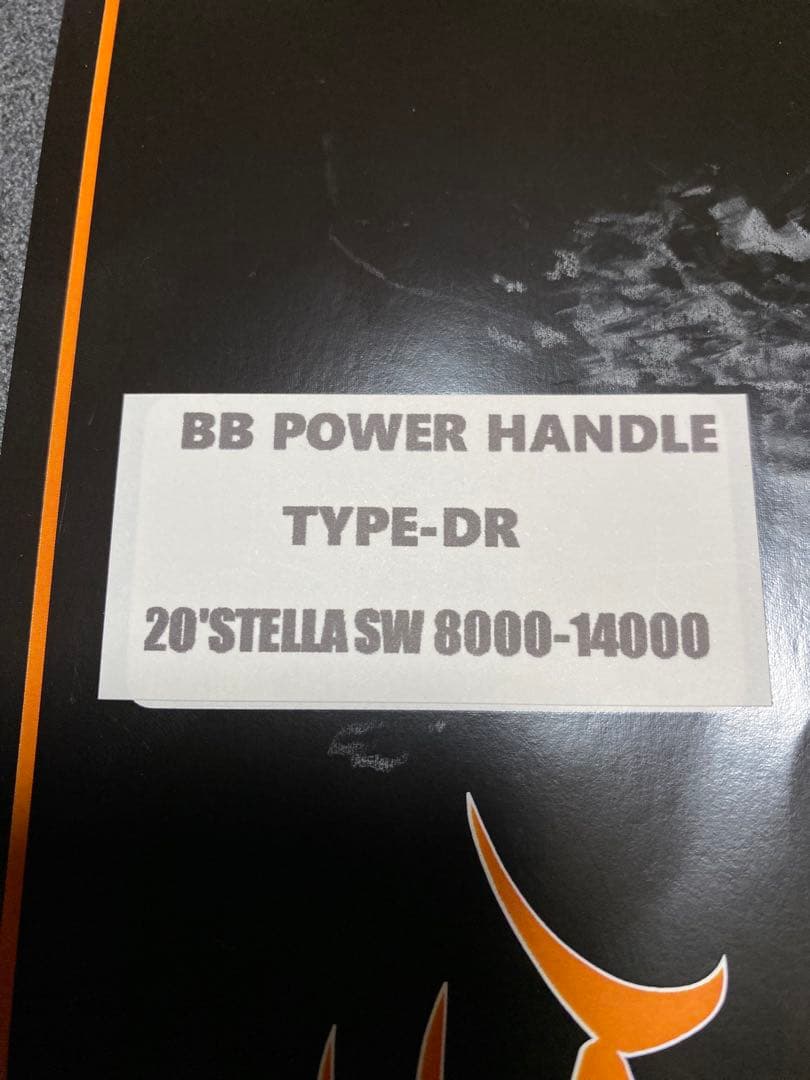 BB POWER HANDLE
TYPE-DR
20'STELLA SW 8000-14000